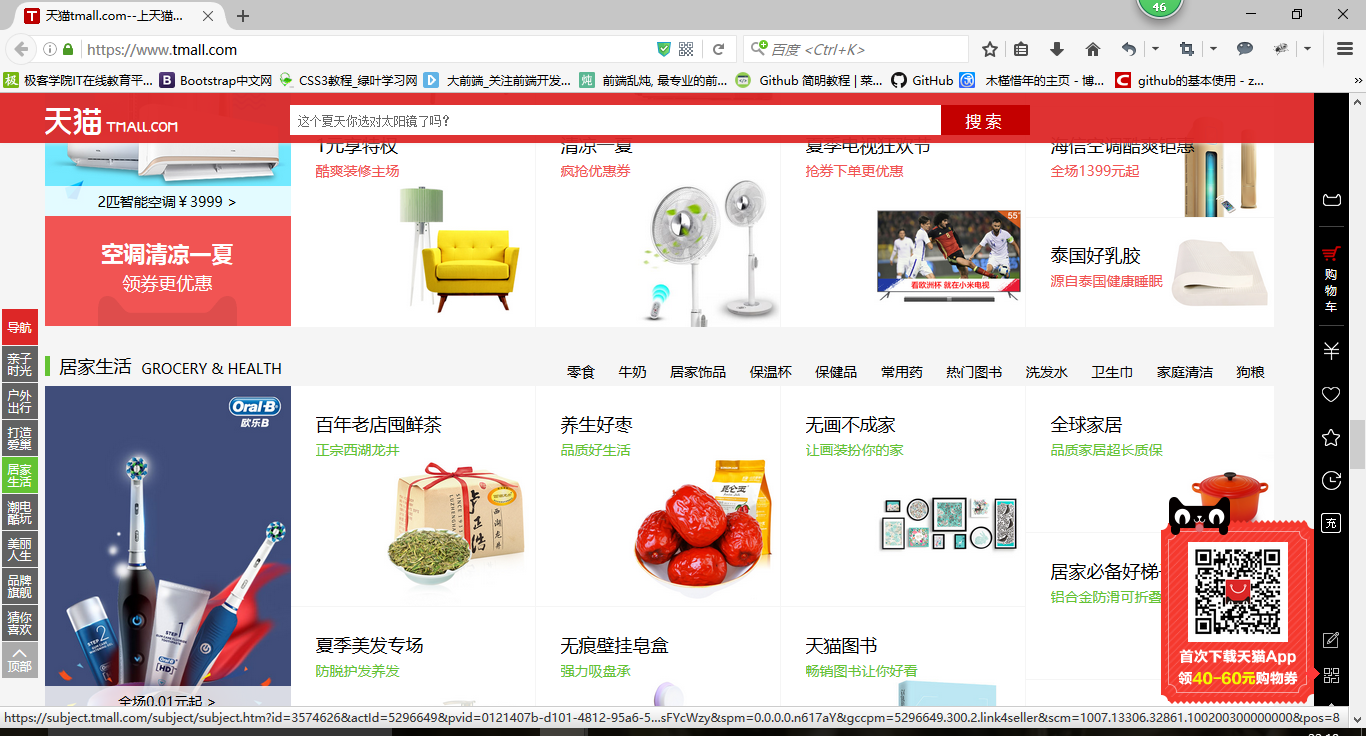 天猫tmall.com--上天猫...
46
https://www.tmall.com
百度 <Ctrl+K>
极客学院IT在线教育平...
Bootstrap中文网
CSS3教程_绿叶学习网
大前端_关注前端开发...
前端乱炖, 最专业的前...
Github 简明教程 | 菜...
GitHub
木槿惜年的主页 - 博...
github的基本使用 - z...
天猫 TMALL.COM
这个夏天你选对太阳镜了吗?
搜索
2匹智能空调￥3999 >
空调清凉一夏
领券更优惠
1元享特权
酷爽装修主场
清凉一夏
疯抢优惠券
夏季电视狂欢节
抢券下单更优惠
55"
看欧洲杯 就在小米电视
海信空调酷爽钜惠
全场1399元起
泰国好乳胶
源自泰国健康睡眠
购物车
导航
亲子
时光
户外
出行
打造
爱巢
居家
生活
潮电
酷玩
美丽
人生
品牌
旗舰
猜你
喜欢
顶部
居家生活 GROCERY & HEALTH
零食 牛奶 居家饰品 保温杯 保健品 常用药 热门图书 洗发水 卫生巾 家庭清洁 狗粮
Oral-B
欧乐B
STEP 2
STEP 1
Oral-B
[HD]
全场0.01元起 >
百年老店囤鲜茶
正宗西湖龙井
SINCE 1951
卢正浩
西湖龙井
养生好枣
品质好生活
无画不成家
让画装扮你的家
全球家居
品质家居超长质保
居家必备好梯
铝合金防滑可折叠
夏季美发专场
防脱护发养发
无痕壁挂皂盒
强力吸盘承
天猫图书
畅销图书让你好看
充
首次下载天猫App
领40-60元购物券
https://subject.tmall.com/subject/subject.htm?id=3574626&actId=5296649&pvid=0121407b-d101-4812-95a6-5...sFYcWzy&spm=0.0.0.0.n617aY&gccpm=5296649.300.2.link4seller&scm=1007.13306.32861.100200300000000&tpos=8